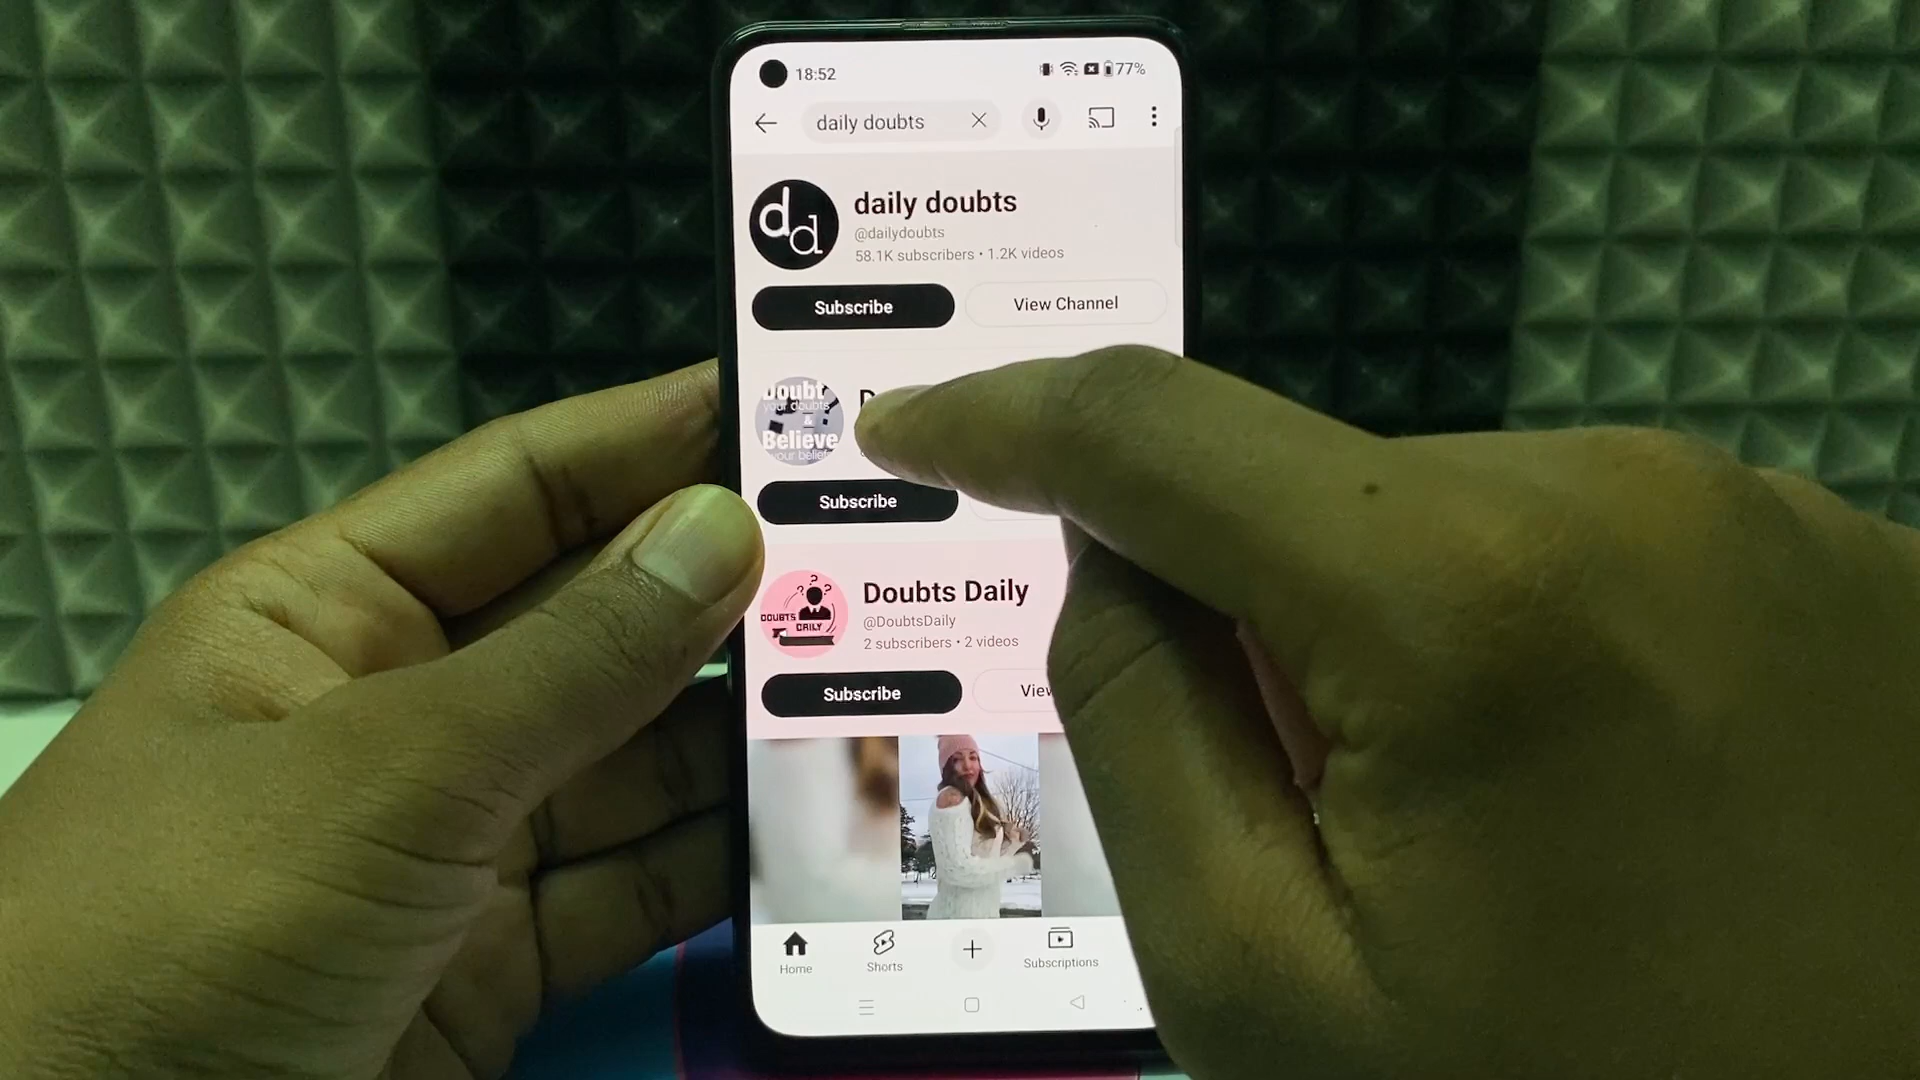 18:52
77%
daily doubts
dd
daily doubts
@dailydoubts
58.1K subscribers • 1.2K videos
Subscribe
View Channel
Doubt
your doubts
&
Believe
your belief
Subscribe
DOUBTS
DAILY
Doubts Daily
@DoubtsDaily
2 subscribers • 2 videos
Subscribe
Home
Shorts
Subscriptions